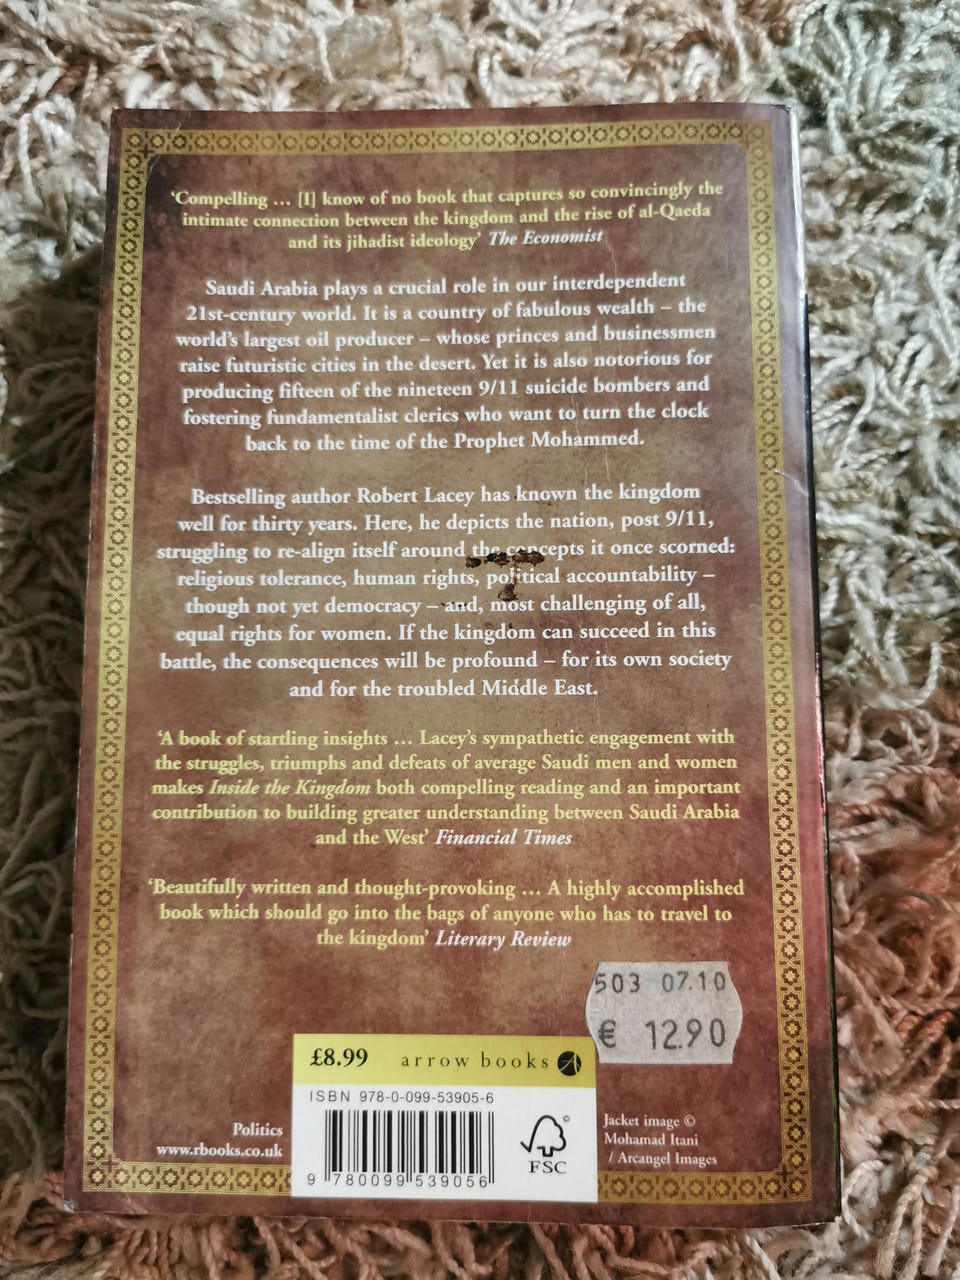 ‘Compelling … [I] know of no book that captures so convincingly the
intimate connection between the kingdom and the rise of al-Qaeda
and its jihadist ideology’ The Economist
Saudi Arabia plays a crucial role in our interdependent
21st-century world. It is a country of fabulous wealth – the
world’s largest oil producer – whose princes and businessmen
raise futuristic cities in the desert. Yet it is also notorious for
producing fifteen of the nineteen 9/11 suicide bombers and
fostering fundamentalist clerics who want to turn the clock
back to the time of the Prophet Mohammed.
Bestselling author Robert Lacey has known the kingdom
well for thirty years. Here, he depicts the nation, post 9/11,
struggling to re-align itself around the concepts it once scorned:
religious tolerance, human rights, political accountability –
though not yet democracy – and, most challenging of all,
equal rights for women. If the kingdom can succeed in this
battle, the consequences will be profound – for its own society
and for the troubled Middle East.
‘A book of startling insights … Lacey’s sympathetic engagement with
the struggles, triumphs and defeats of average Saudi men and women
makes Inside the Kingdom both compelling reading and an important
contribution to building greater understanding between Saudi Arabia
and the West’ Financial Times
‘Beautifully written and thought-provoking … A highly accomplished
book which should go into the bags of anyone who has to travel to
the kingdom’ Literary Review
503 07.10
€ 12.90
£8.99 arrow books A
ISBN 978-0-099-53905-6
9 780099 539056
©
FSC
Politics
www.rbooks.co.uk
Jacket image ©
Mohamad Itani
/ Arcangel Images